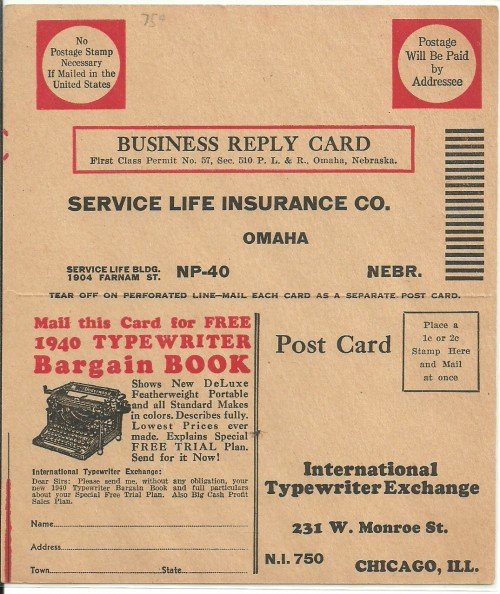 75¢
No
Postage Stamp
Necessary
If Mailed in the
United States
Postage
Will Be Paid
by
Addressee
BUSINESS REPLY CARD
First Class Permit No. 57, Sec. 510 P. L. & R., Omaha, Nebraska.
SERVICE LIFE INSURANCE CO.
OMAHA
SERVICE LIFE BLDG.
1904 FARNAM ST.
NP-40
NEBR.
TEAR OFF ON PERFORATED LINE—MAIL EACH CARD AS A SEPARATE POST CARD.
Mail this Card for FREE
1940 TYPEWRITER
Bargain BOOK
Shows New DeLuxe
Featherweight Portable
and all Standard Makes
in colors. Describes fully.
Lowest Prices ever
made. Explains Special
FREE TRIAL Plan.
Send for it Now!
International Typewriter Exchange:
Dear Sirs: Please send me, without any obligation, your
new 1940 Typewriter Bargain Book and full particulars
about your Special Free Trial Plan. Also Big Cash Profit
Sales Plan.
Name
Address
Town State
Post Card
Place a
1c or 2c
Stamp Here
and Mail
at once
International
Typewriter Exchange
231 W. Monroe St.
N.I. 750
CHICAGO, ILL.